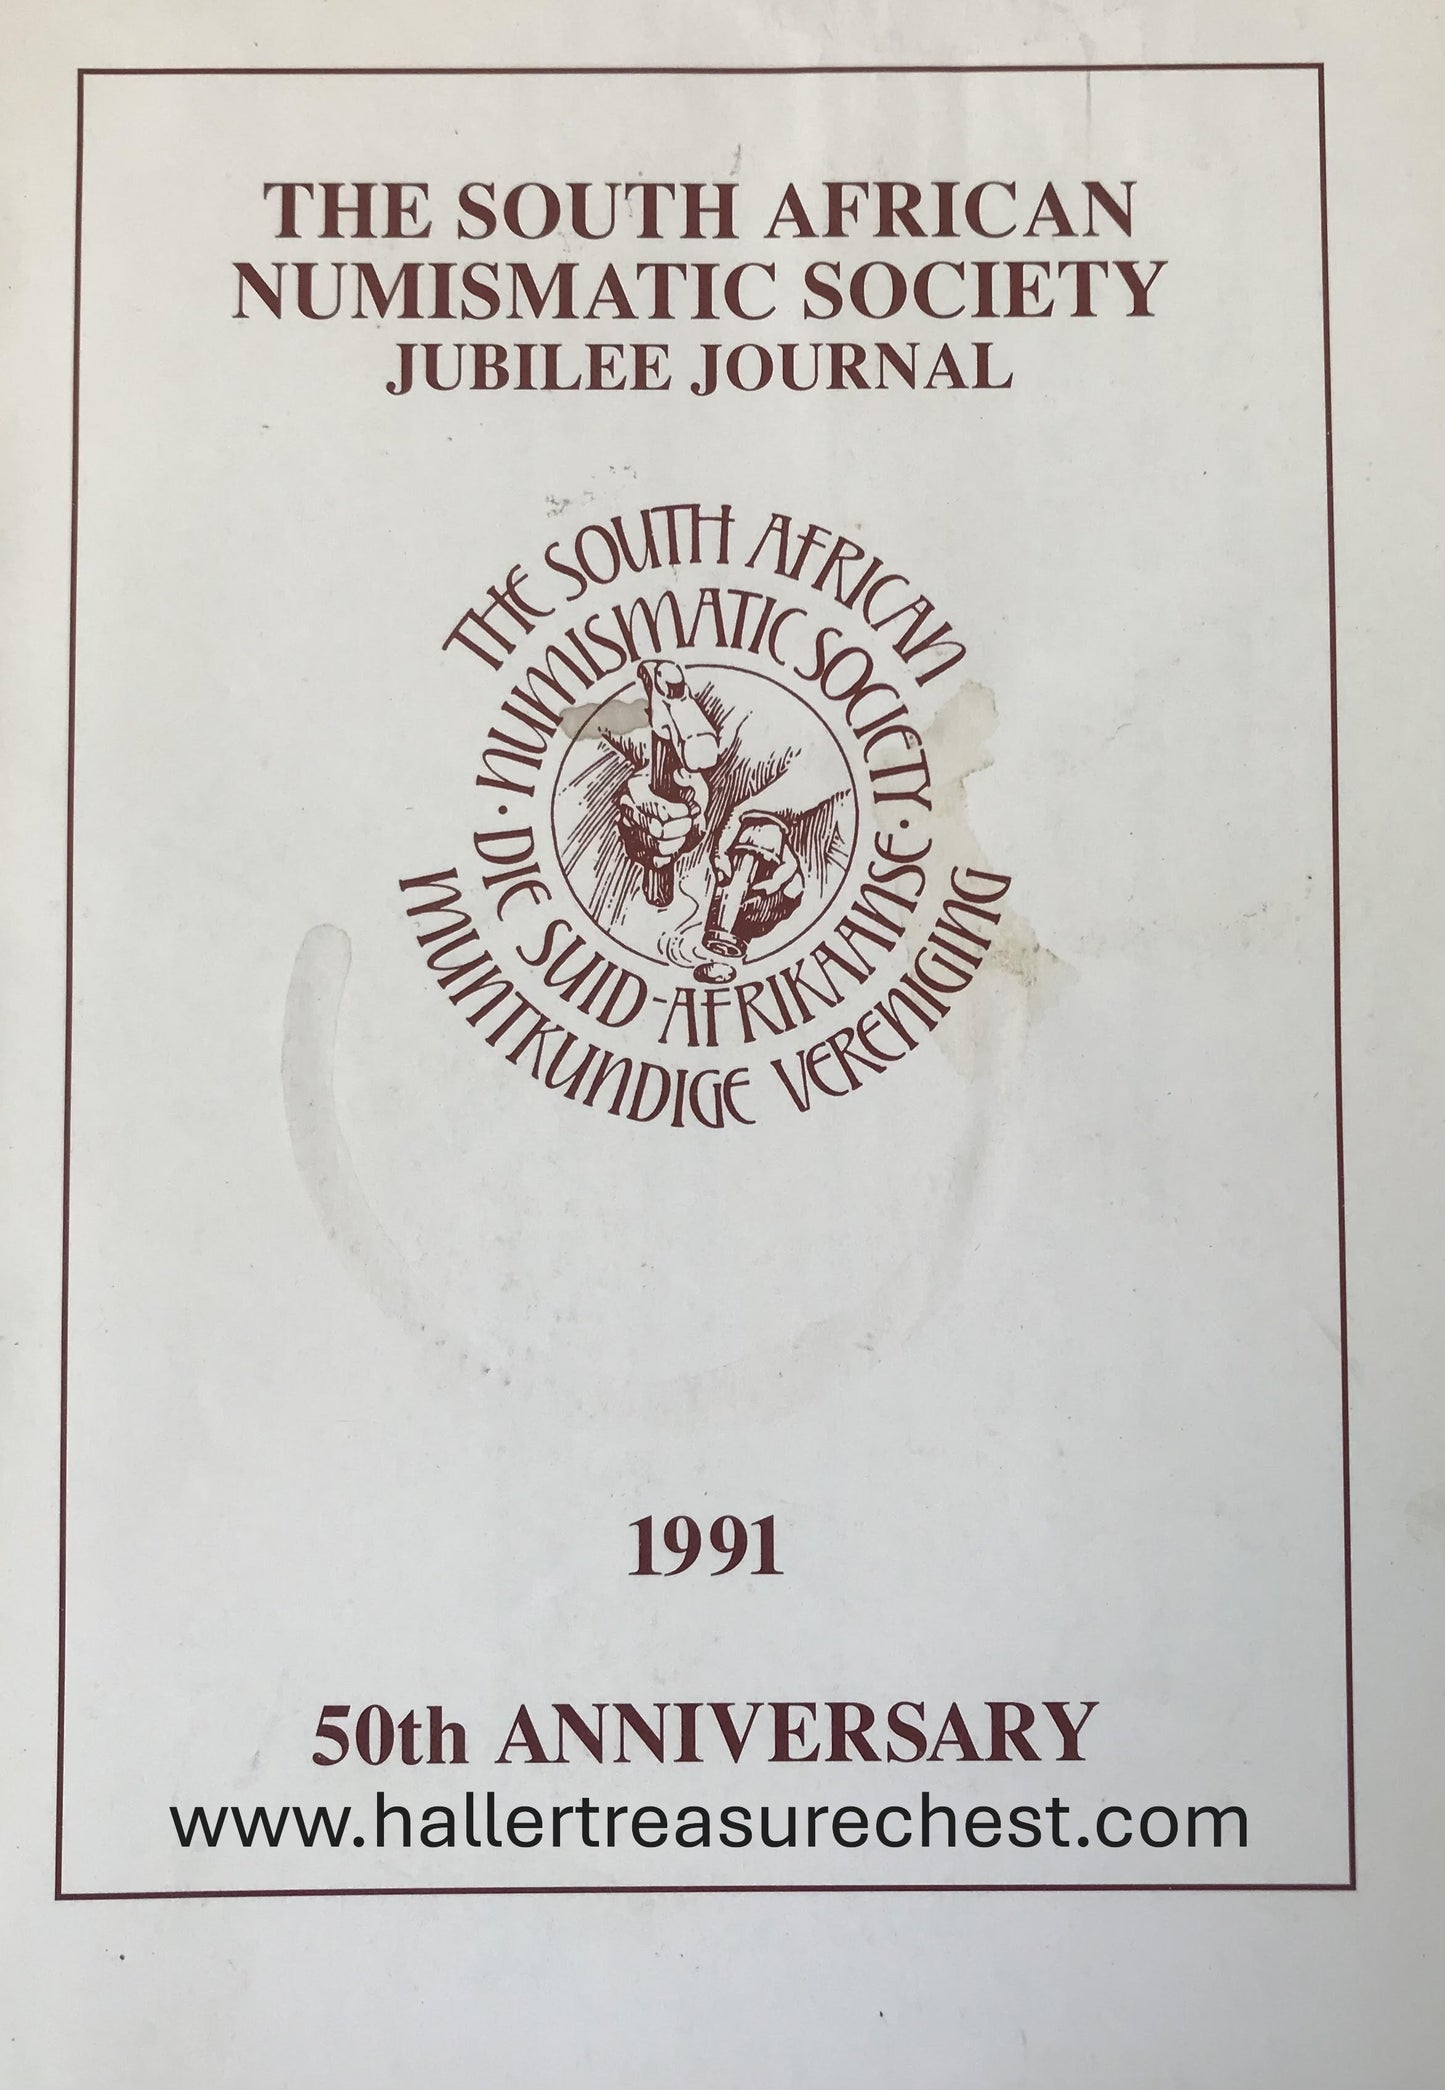 THE SOUTH AFRICAN
NUMISMATIC SOCIETY
JUBILEE JOURNAL
THE SOUTH AFRICAN
NUMISMATIC SOCIETY
DIE SUID-AFRIKAANSE
MUNTKUNDIGE VERENIGING
1991
50th ANNIVERSARY
www.hallertreasurechest.com